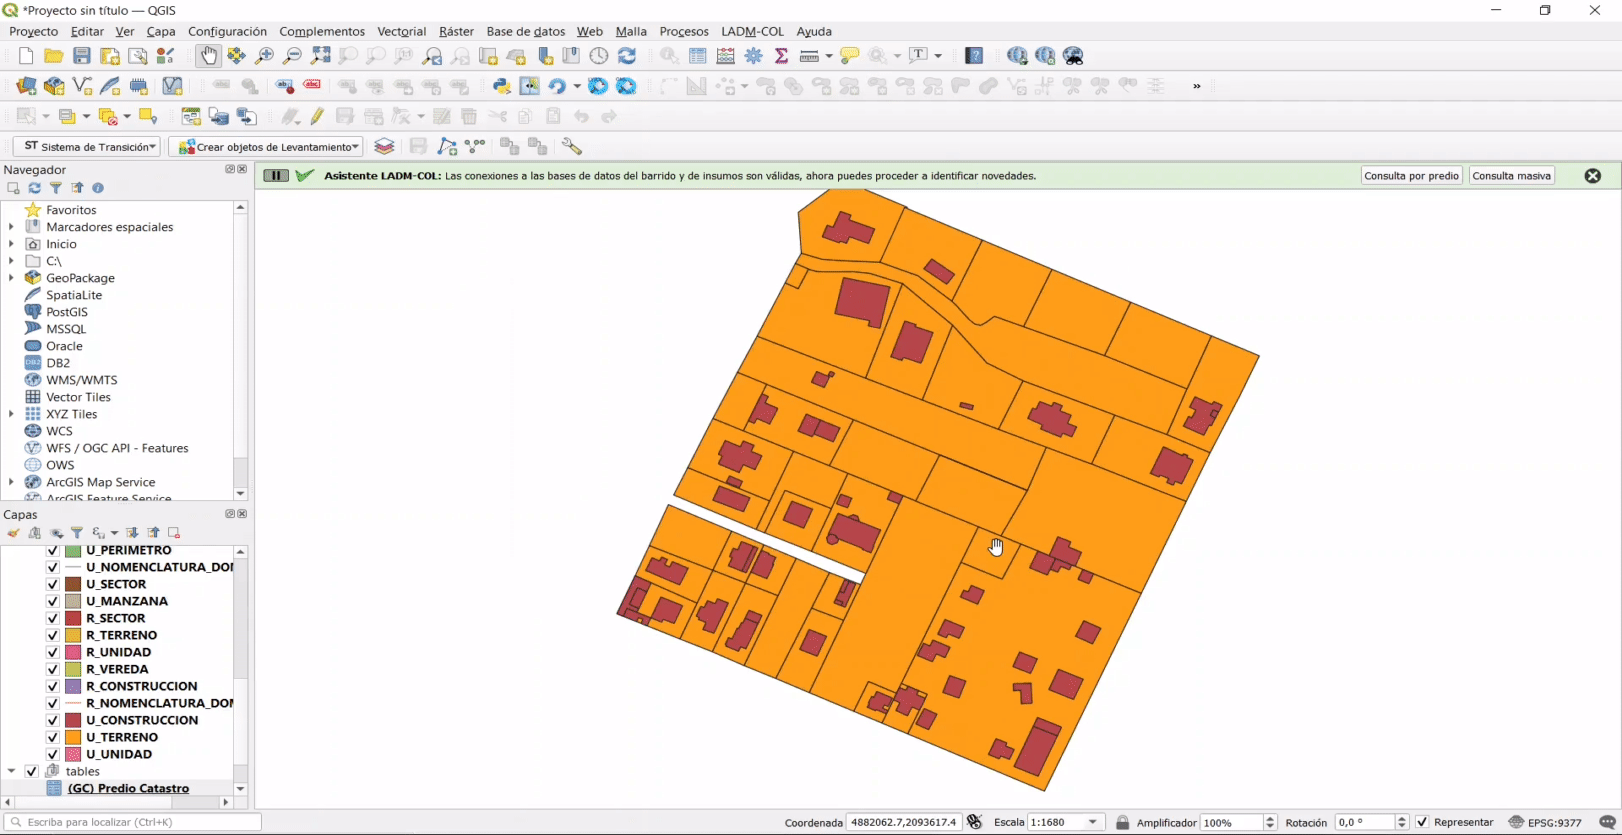 *Proyecto sin título — QGIS
Proyecto Editar Ver Capa Configuración Complementos Vectorial Ráster Base de datos Web Malla Procesos LADM-COL Ayuda
ST Sistema de Transición Crear objetos de Levantamiento
Navegador
Asistente LADM-COL: Las conexiones a las bases de datos del barrido y de insumos son válidas, ahora puedes proceder a identificar novedades. Consulta por predio Consulta masiva
Favoritos
Marcadores espaciales
Inicio
C:\
GeoPackage
SpatiaLite
PostGIS
MSSQL
Oracle
DB2
WMS/WMTS
Vector Tiles
XYZ Tiles
WCS
WFS / OGC API - Features
OWS
ArcGIS Map Service
ArcGIS Feature Service
Capas
U_PERIMETRO
U_NOMENCLATURA_DOM
U_SECTOR
U_MANZANA
R_SECTOR
R_TERRENO
R_UNIDAD
R_VEREDA
R_CONSTRUCCION
R_NOMENCLATURA_DOM
U_CONSTRUCCION
U_TERRENO
U_UNIDAD
tables
(GC) Predio Catastro
Escriba para localizar (Ctrl+K) Coordenada 4882062.7,2093617.4 Escala 1:1680 Amplificador 100% Rotación 0,0 ° Representar EPSG:9377